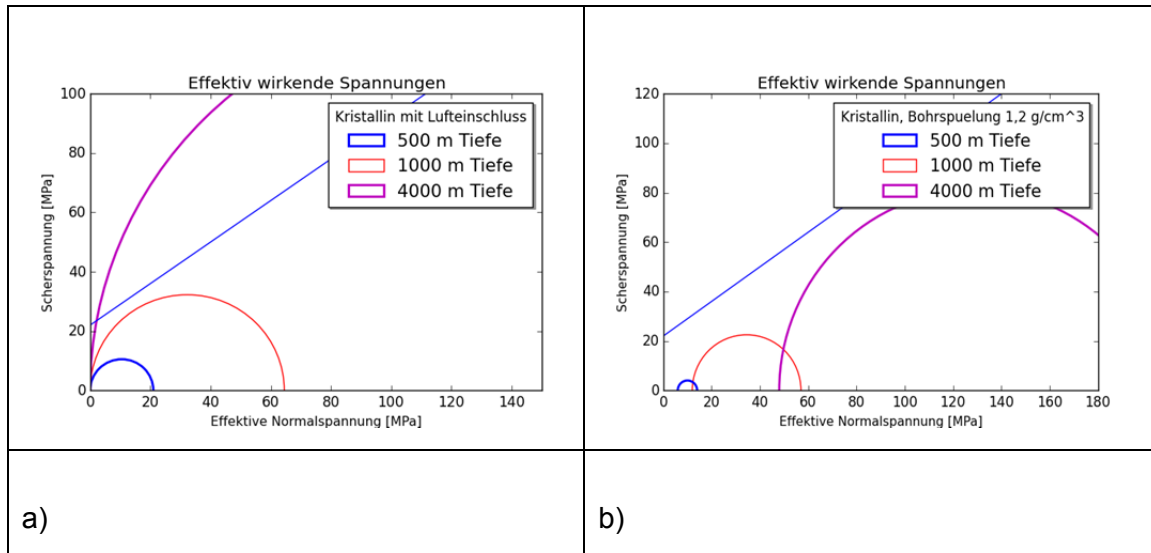 Effektiv wirkende Spannungen
Kristallin mit Lufteinschluss
500 m Tiefe
1000 m Tiefe
4000 m Tiefe
Scherspannung [MPa]
100
80
60
40
20
0
0 20 40 60 80 100 120 140
Effektive Normalspannung [MPa]
Effektiv wirkende Spannungen
Kristallin, Bohrspuelung 1,2 g/cm^3
500 m Tiefe
1000 m Tiefe
4000 m Tiefe
Scherspannung [MPa]
120
100
80
60
40
20
0
0 20 40 60 80 100 120 140 160 180
Effektive Normalspannung [MPa]
a)
b)